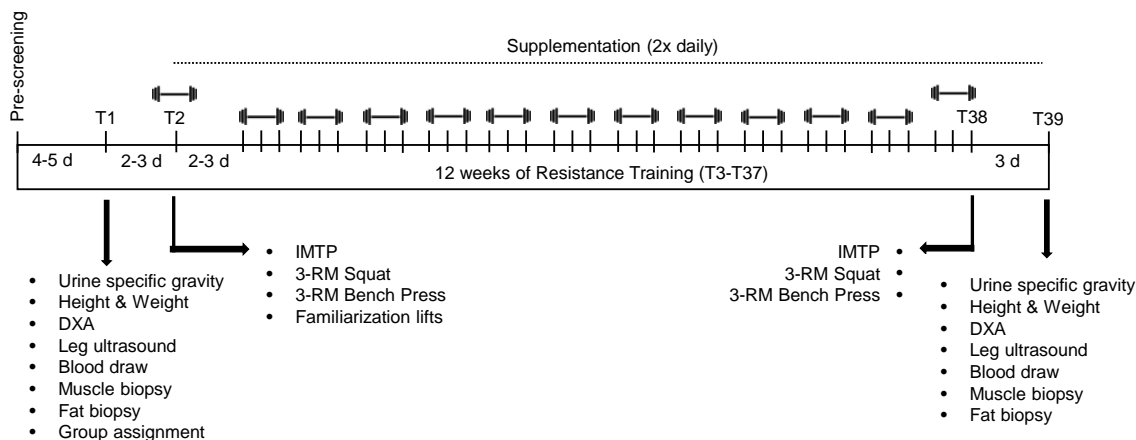 Supplementation (2x daily)
Pre-screening
T1
T2
T38
T39
4-5 d
2-3 d
2-3 d
12 weeks of Resistance Training (T3-T37)
3 d
• Urine specific gravity
• Height & Weight
• DXA
• Leg ultrasound
• Blood draw
• Muscle biopsy
• Fat biopsy
• Group assignment
• IMTP
• 3-RM Squat
• 3-RM Bench Press
• Familiarization lifts
IMTP •
3-RM Squat •
3-RM Bench Press •
• Urine specific gravity
• Height & Weight
• DXA
• Leg ultrasound
• Blood draw
• Muscle biopsy
• Fat biopsy